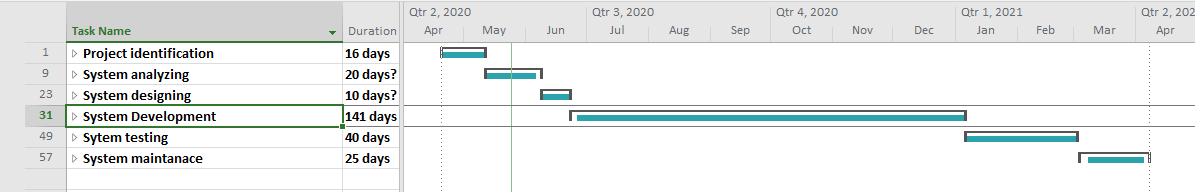 Qtr 2, 2020 Qtr 3, 2020 Qtr 4, 2020 Qtr 1, 2021 Qtr 2, 202
Task Name Duration Apr May Jun Jul Aug Sep Oct Nov Dec Jan Feb Mar Apr
1 Project identification 16 days
9 System analyzing 20 days?
23 System designing 10 days?
31 System Development 141 days
49 Sytem testing 40 days
57 System maintanace 25 days